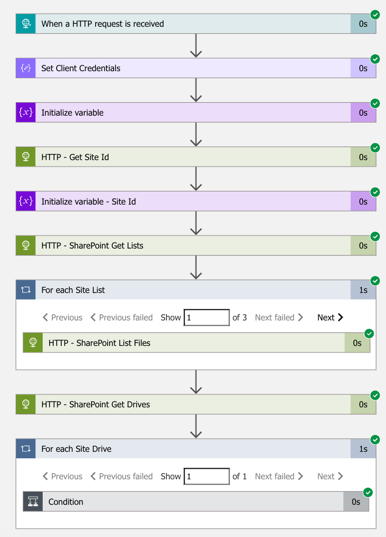 When a HTTP request is received 0s
Set Client Credentials 0s
{x} Initialize variable 0s
HTTP - Get Site Id 0s
{x} Initialize variable - Site Id 0s
HTTP - SharePoint Get Lists 0s
For each Site List 1s
Previous Previous failed Show 1 of 3 Next failed Next
HTTP - SharePoint List Files 0s
HTTP - SharePoint Get Drives 0s
For each Site Drive 1s
Previous Previous failed Show 1 of 1 Next failed Next
Condition 0s